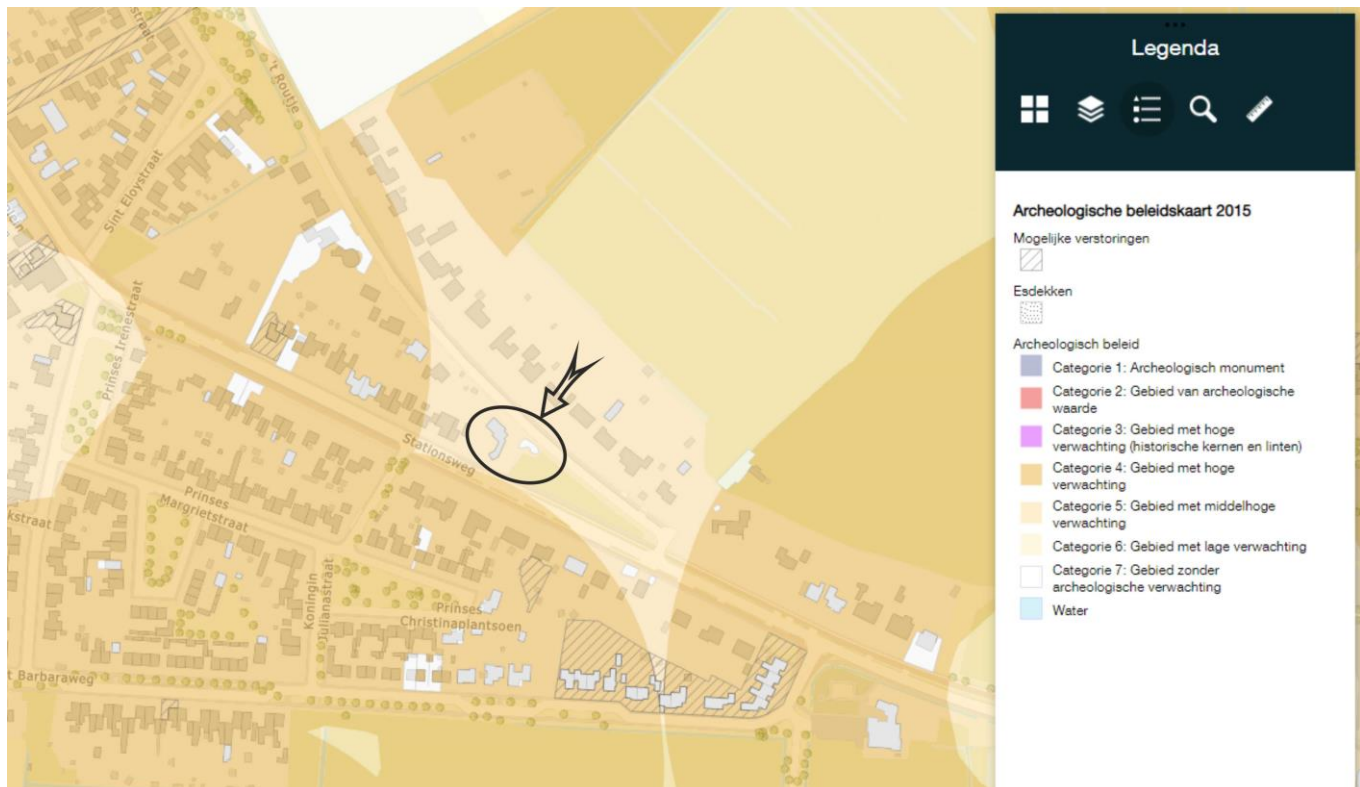 't Routje
Sint Eloystraat
Prinses Irenestraat
Stationsweg
Prinses
Margrietstraat
Koningin
Julianastraat
Prinses
Christinaplantsoen
t Barbaraweg
Legenda
Archeologische beleidskaart 2015
Mogelijke verstoringen
Esdekken
Archeologisch beleid
Categorie 1: Archeologisch monument
Categorie 2: Gebied van archeologische
waarde
Categorie 3: Gebied met hoge
verwachting (historische kernen en linten)
Categorie 4: Gebied met hoge
verwachting
Categorie 5: Gebied met middelhoge
verwachting
Categorie 6: Gebied met lage verwachting
Categorie 7: Gebied zonder
archeologische verwachting
Water